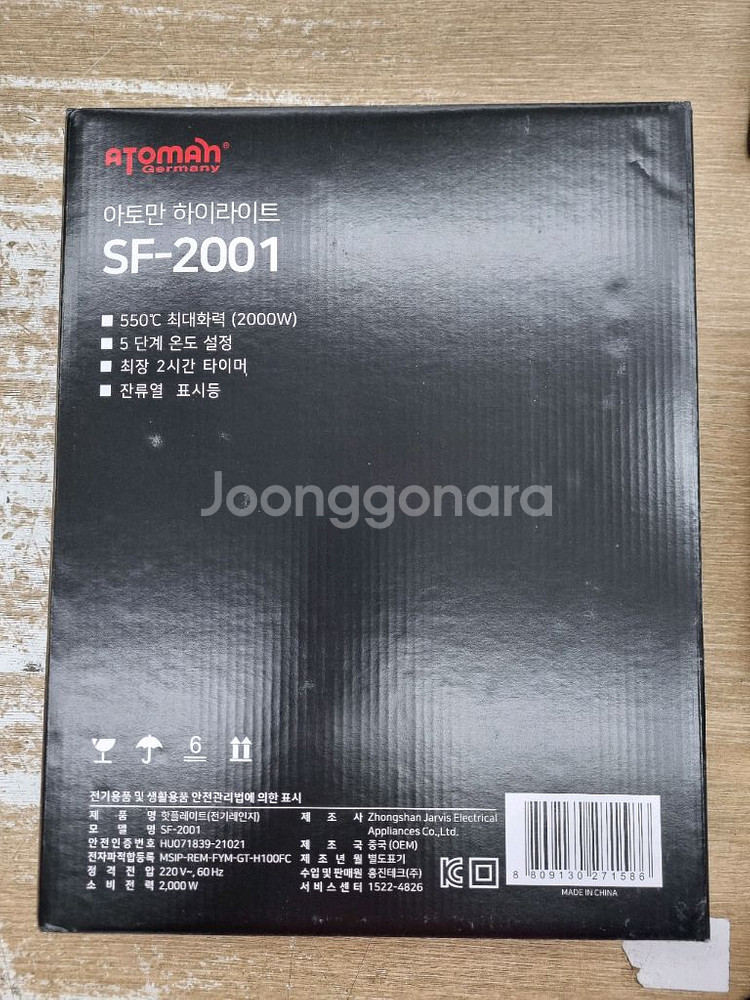 ATOMAN®
Germany
아토만 하이라이트
SF-2001
■ 550℃ 최대화력 (2000W)
■ 5 단계 온도 설정
■ 최장 2시간 타이머
■ 잔류열 표시등
Joonggonara
6
전기용품 및 생활용품 안전관리법에 의한 표시
제 품 명 핫플레이트(전기레인지)
모 델 명 SF-2001
안전인증번호 HU071839-21021
전자파적합등록 MSIP-REM-FYM-GT-H100FC
정 격 전 압 220 V~, 60 Hz
소 비 전 력 2,000 W
제 조 사 Zhongshan Jarvis Electrical
Appliances Co.,Ltd.
제 조 국 중국 (OEM)
제 조 년 월 별도표기
수입 및 판매원 홍진테크(주)
서비스센터 1522-4826
8 809130 271586
MADE IN CHINA